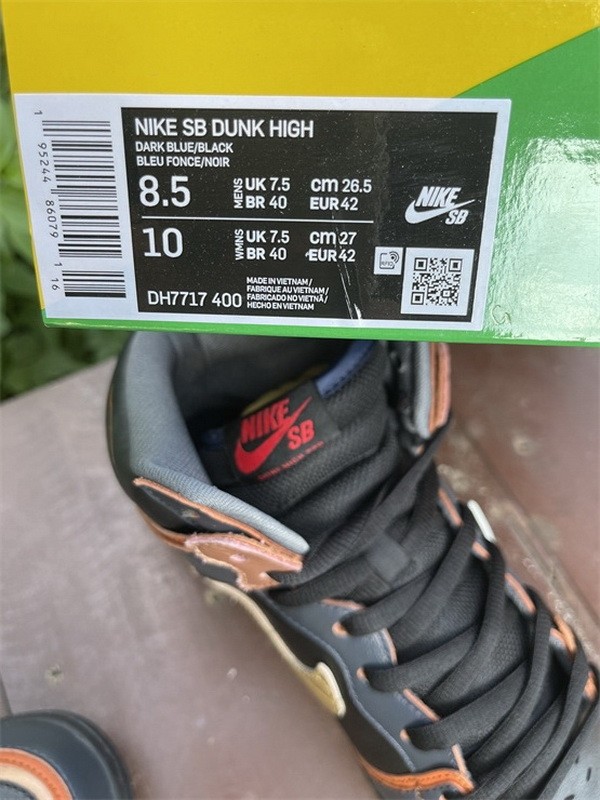 NIKE SB DUNK HIGH
DARK BLUE/BLACK
BLEU FONCE/NOIR
8.5 MENS UK 7.5 cm 26.5
BR 40 EUR 42
10 WMNS UK 7.5 cm 27
BR 40 EUR 42
DH7717 400
MADE IN VIETNAM/
FABRIQUE AU VIETNAM/
FABRICADO NO VIETNÃ/
HECHO EN VIETNAM
NIKE
SB
RFID
1 95244 86079 1 16
NIKE
SB